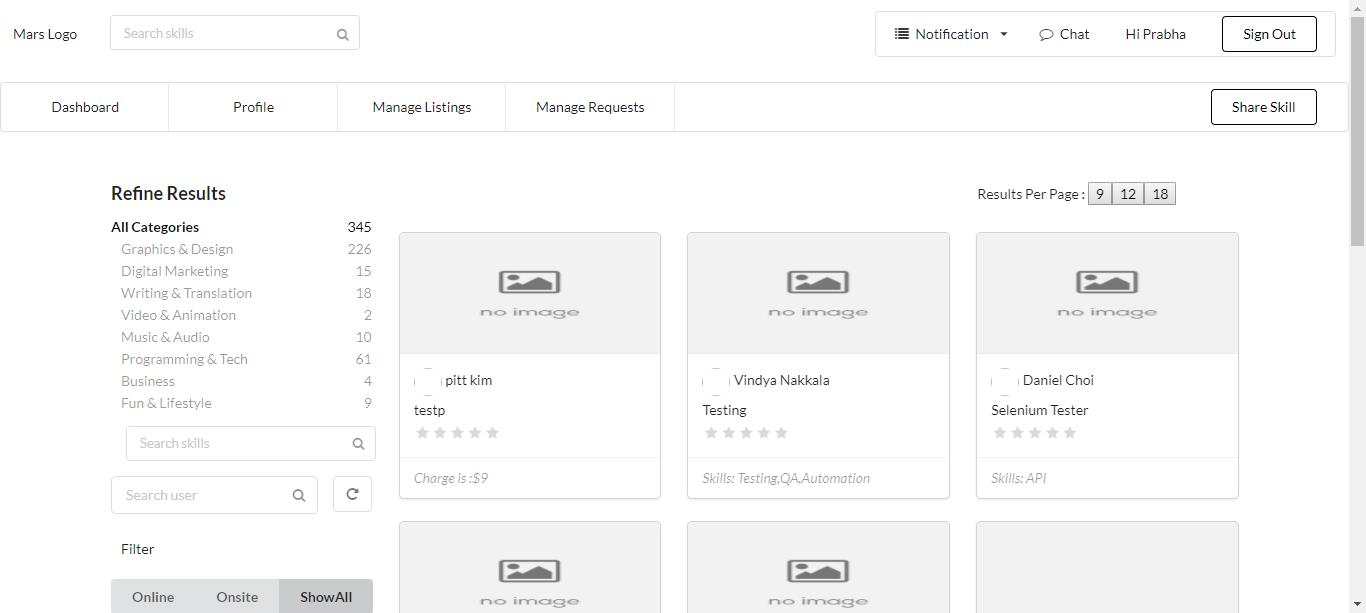 Mars Logo
Search skills
Notification
Chat
Hi Prabha
Sign Out
Dashboard
Profile
Manage Listings
Manage Requests
Share Skill
Refine Results
Results Per Page : 9 12 18
All Categories 345
Graphics & Design 226
Digital Marketing 15
Writing & Translation 18
Video & Animation 2
Music & Audio 10
Programming & Tech 61
Business 4
Fun & Lifestyle 9
Search skills
Search user
Filter
Online Onsite ShowAll
no image
pitt kim
testp
Charge is :$9
no image
Vindya Nakkala
Testing
Skills: Testing,QA,Automation
no image
Daniel Choi
Selenium Tester
Skills: API
no image
no image